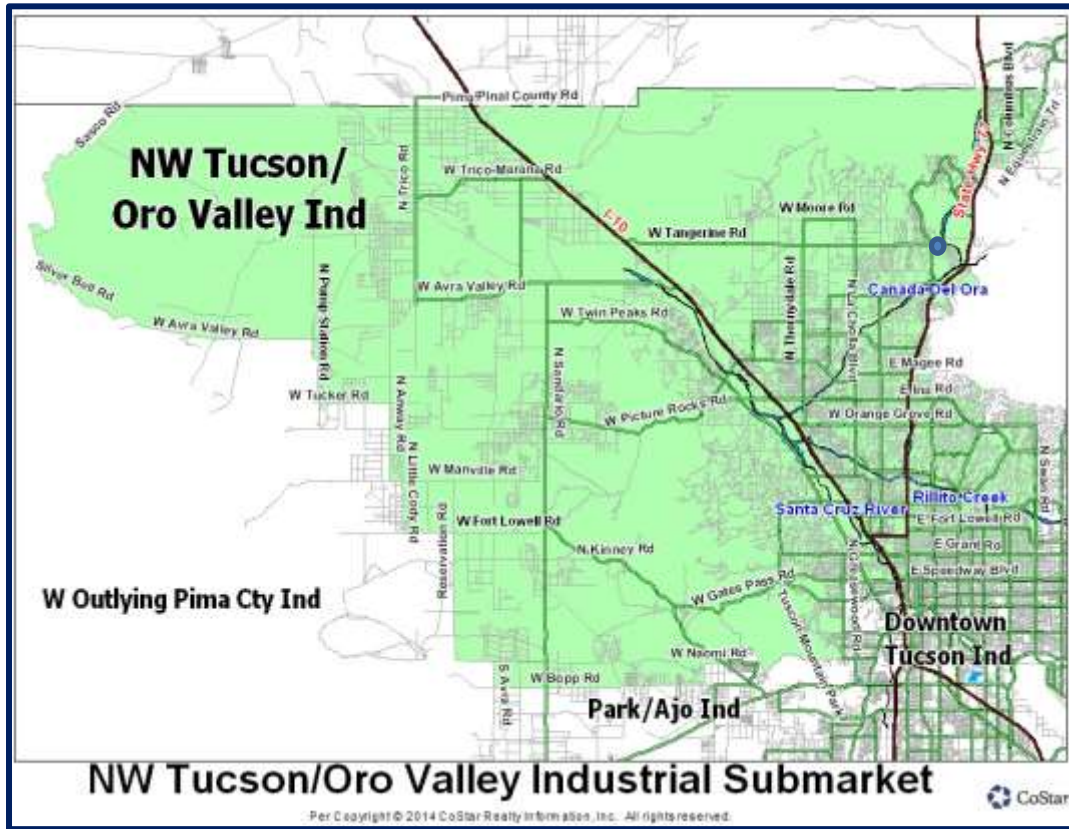 Pima/Pinal County Rd
N Columbus Blvd
Sasco Rd
N Equestrian Trl
NW Tucson/
Oro Valley Ind
N Trico Rd
W Trico-Marana Rd
State Hwy 77
I-10
W Moore Rd
W Tangerine Rd
Silver Bell Rd
N Pump Station Rd
W Avra Valley Rd
Canada Del Ora
W Avra Valley Rd
W Twin Peaks Rd
N Thornydale Rd
N La Cholla Blvd
N Sandario Rd
E Magee Rd
E Ina Rd
W Tucker Rd
N Anway Rd
W Picture Rocks Rd
W Orange Grove Rd
N Little Cody Rd
W Manville Rd
N Swan Rd
Rillito Creek
Santa Cruz River
Reservation Rd
W Fort Lowell Rd
E Fort Lowell Rd
N Kinney Rd
E Grant Rd
E Speedway Blvd
W Outlying Pima Cty Ind
W Gates Pass Rd
N Greasewood Rd
Downtown
Tucson Ind
Tuscon Mountain Park
W Naomi Rd
S Avra Rd
W Bopp Rd
Park/Ajo Ind
NW Tucson/Oro Valley Industrial Submarket
CoStar
Per Copyright © 2014 CoStar Realty Information, Inc. All rights reserved.